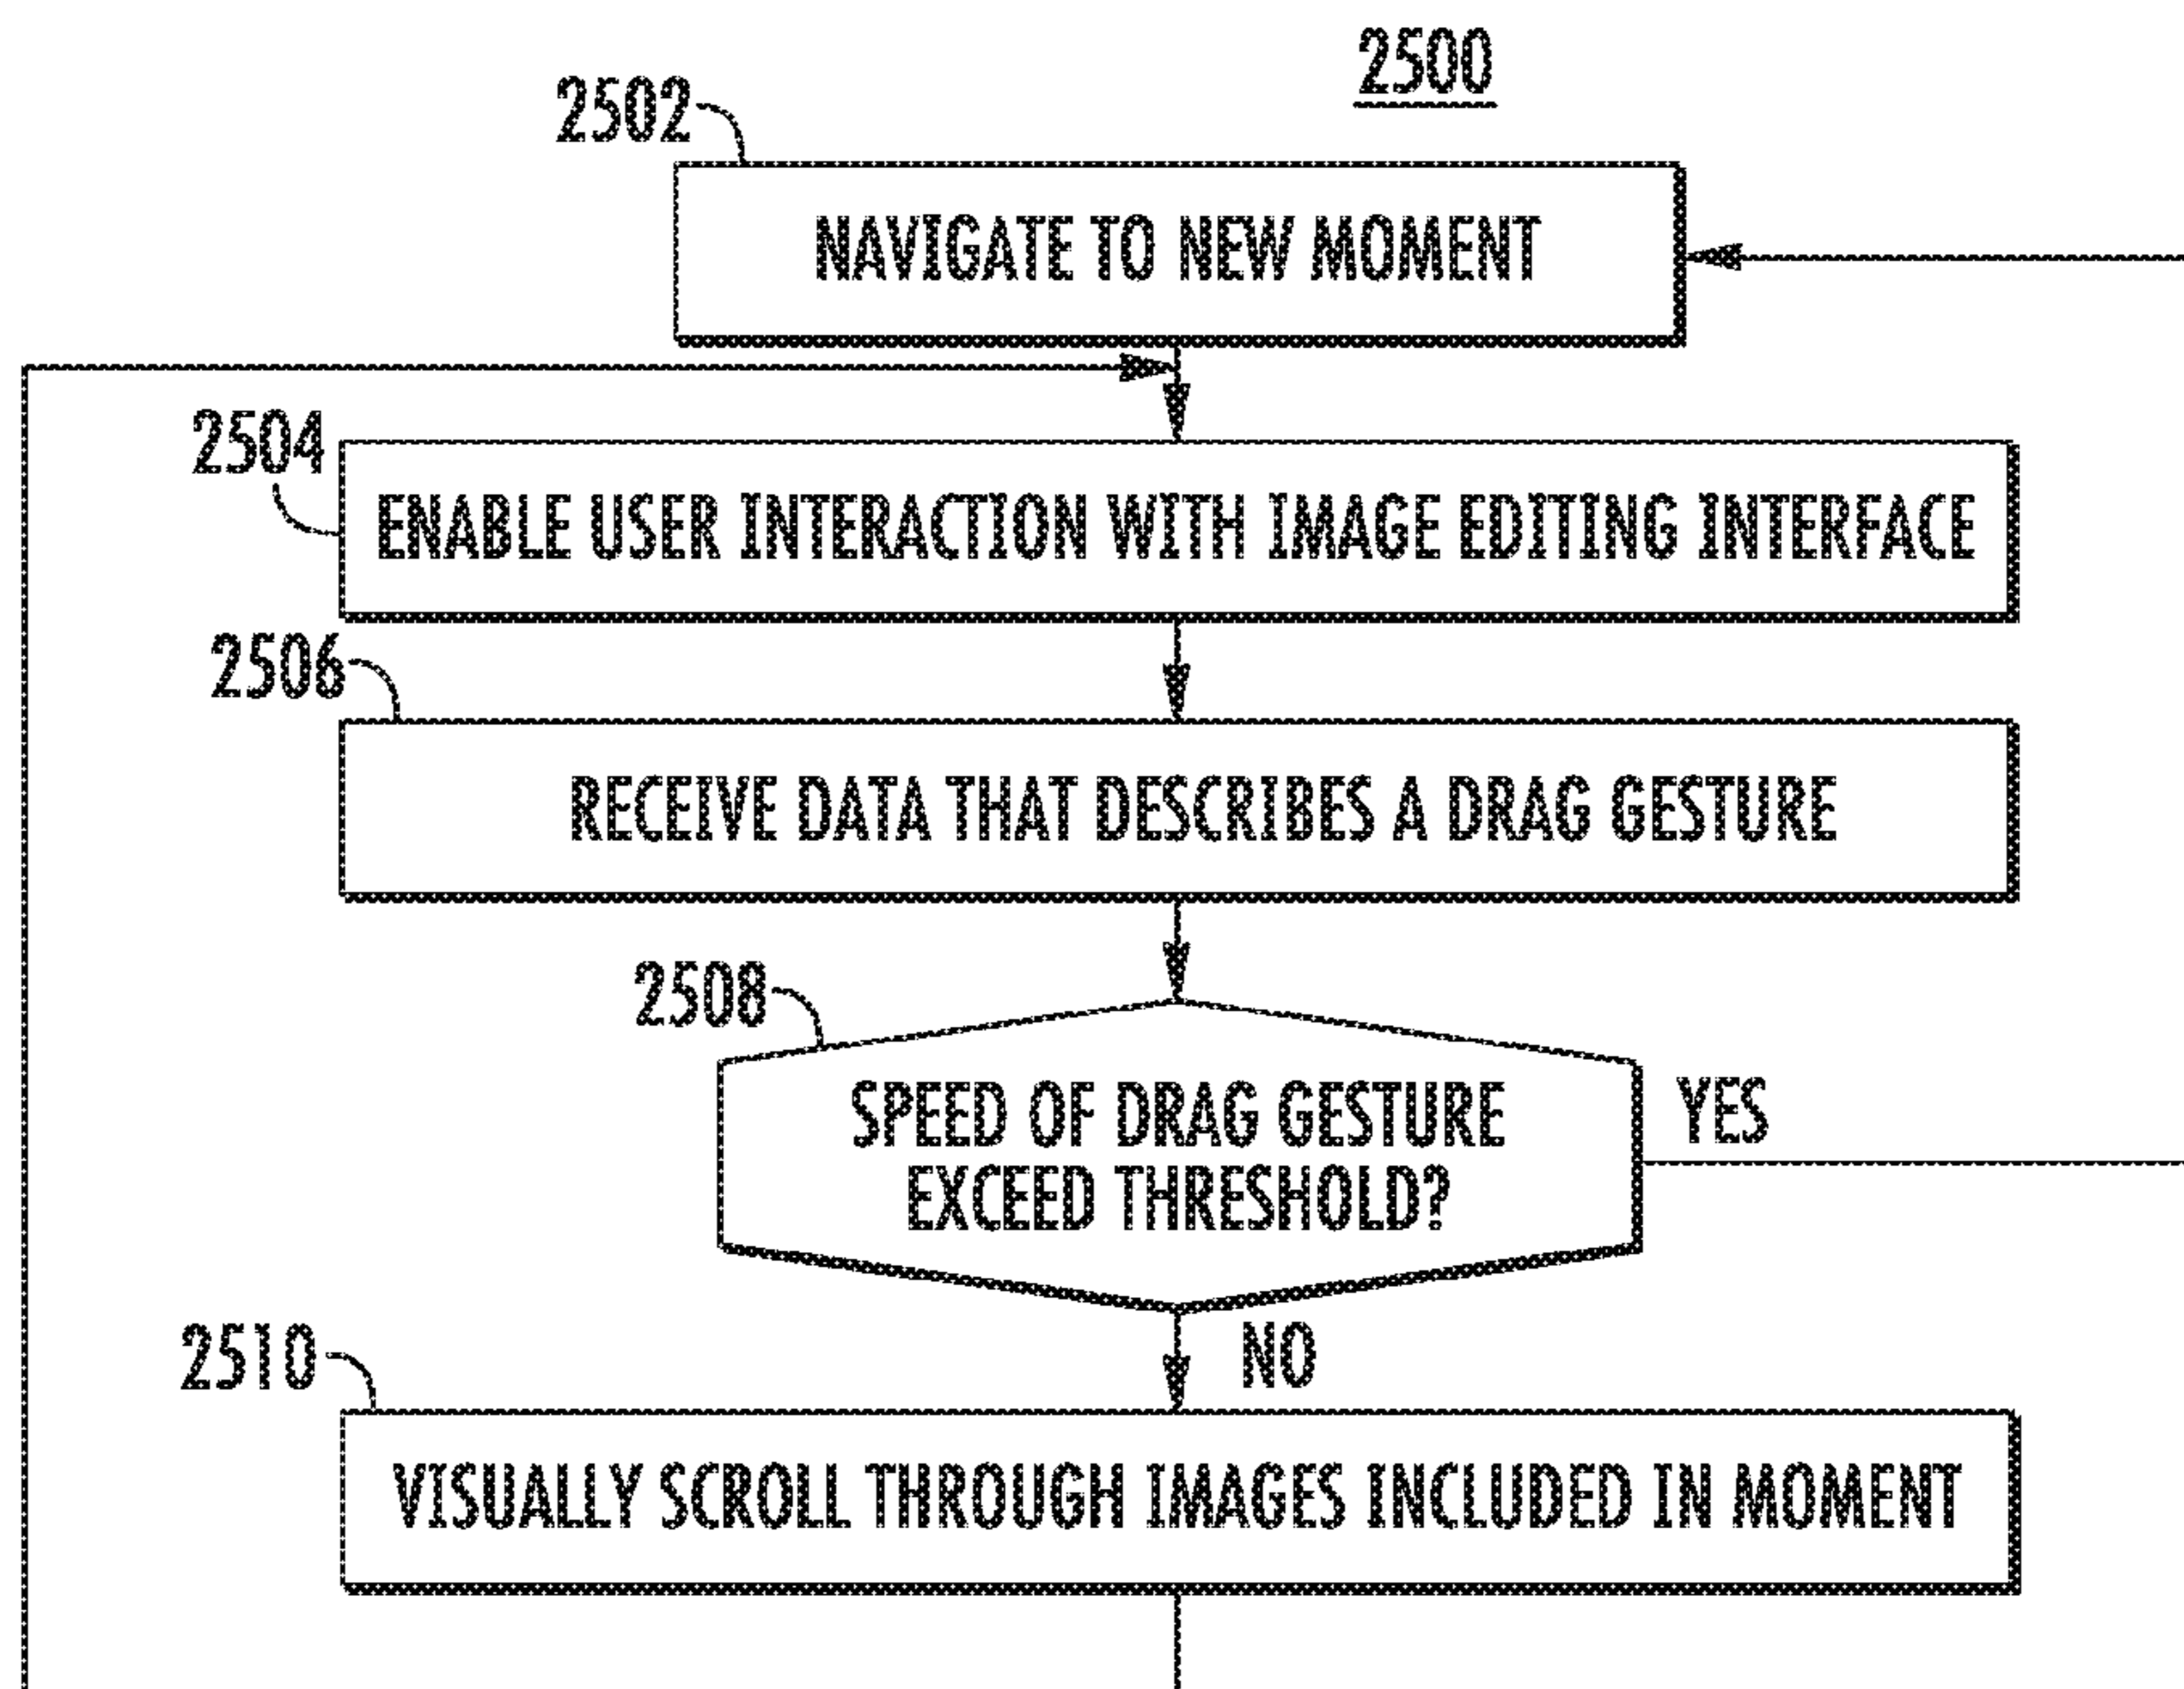 2500
2502
NAVIGATE TO NEW MOMENT
2504
ENABLE USER INTERACTION WITH IMAGE EDITING INTERFACE
2506
RECEIVE DATA THAT DESCRIBES A DRAG GESTURE
2508
SPEED OF DRAG GESTURE
EXCEED THRESHOLD?
YES
NO
2510
VISUALLY SCROLL THROUGH IMAGES INCLUDED IN MOMENT